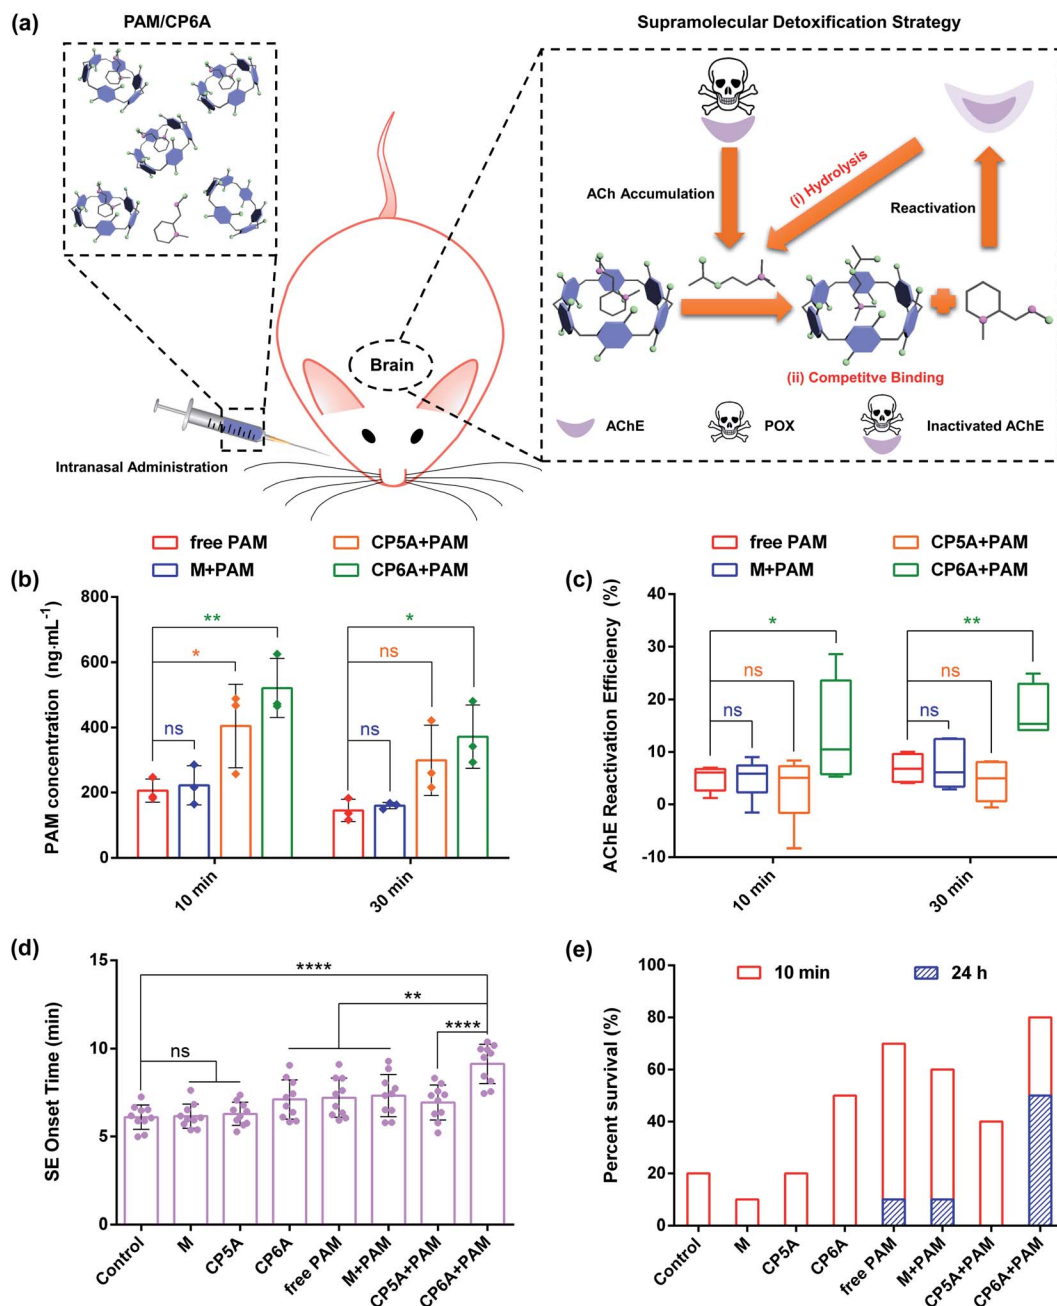 (a)
PAM/CP6A
Intranasal Administration
Brain
Supramolecular Detoxification Strategy
ACh Accumulation
(i) Hydrolysis
Reactivation
(ii) Competitve Binding
AChE
POX
Inactivated AChE
(b)
free PAM
CP5A+PAM
M+PAM
CP6A+PAM
PAM concentration (ng·mL⁻¹)
800
600
400
200
0
**
*
ns
*
ns
ns
10 min
30 min
(c)
free PAM
CP5A+PAM
M+PAM
CP6A+PAM
AChE Reactivation Efficiency (%)
40
30
20
10
0
-10
*
ns
ns
**
ns
ns
10 min
30 min
(d)
SE Onset Time (min)
15
10
5
0
****
**
****
ns
Control
M
CP5A
CP6A
free PAM
M+PAM
CP5A+PAM
CP6A+PAM
(e)
10 min
24 h
Percent survival (%)
100
80
60
40
20
0
Control
M
CP5A
CP6A
free PAM
M+PAM
CP5A+PAM
CP6A+PAM